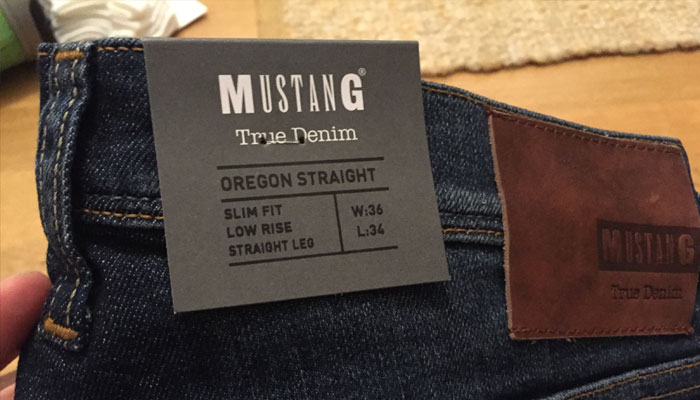 MUSTANG®
True Denim
OREGON STRAIGHT
SLIM FIT
LOW RISE
STRAIGHT LEG
W:36
L:34
MUSTANG
True Denim